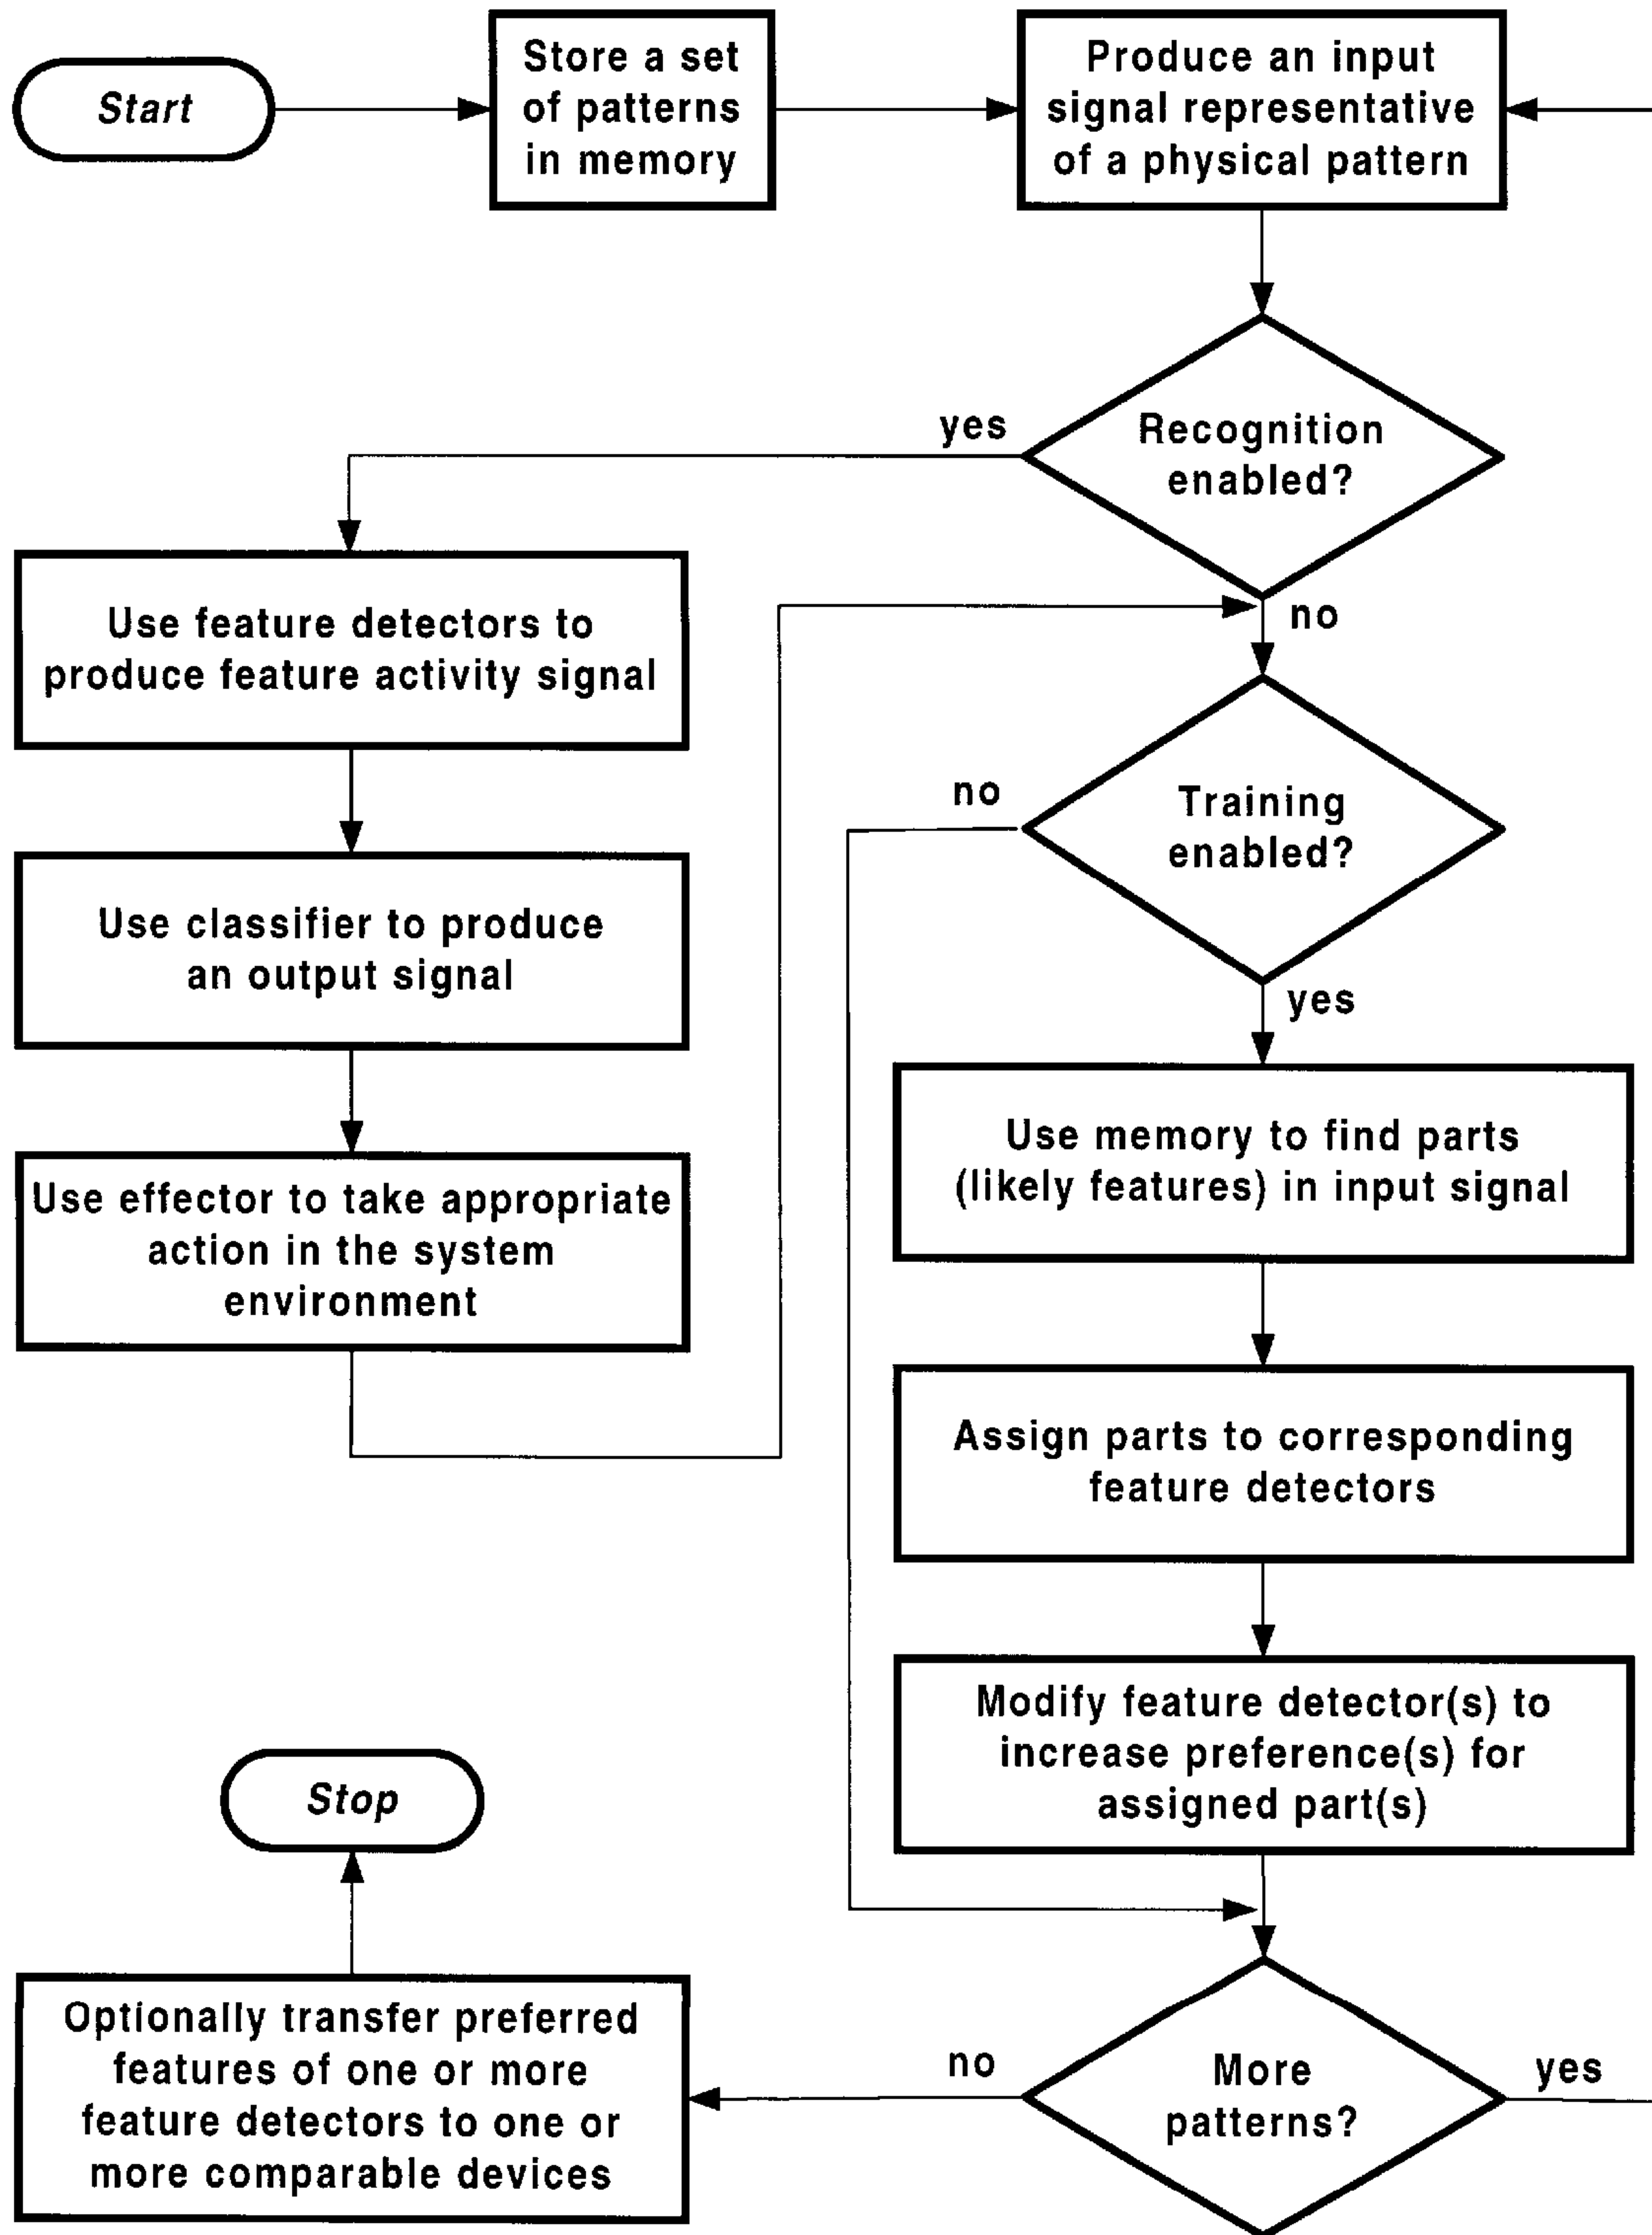 Start
Store a set
of patterns
in memory
Produce an input
signal representative
of a physical pattern
yes
Recognition
enabled?
no
Use feature detectors to
produce feature activity signal
Use classifier to produce
an output signal
Use effector to take appropriate
action in the system
environment
no
Training
enabled?
yes
Use memory to find parts
(likely features) in input signal
Assign parts to corresponding
feature detectors
Modify feature detector(s) to
increase preference(s) for
assigned part(s)
More
patterns?
yes
no
Optionally transfer preferred
features of one or more
feature detectors to one or
more comparable devices
Stop